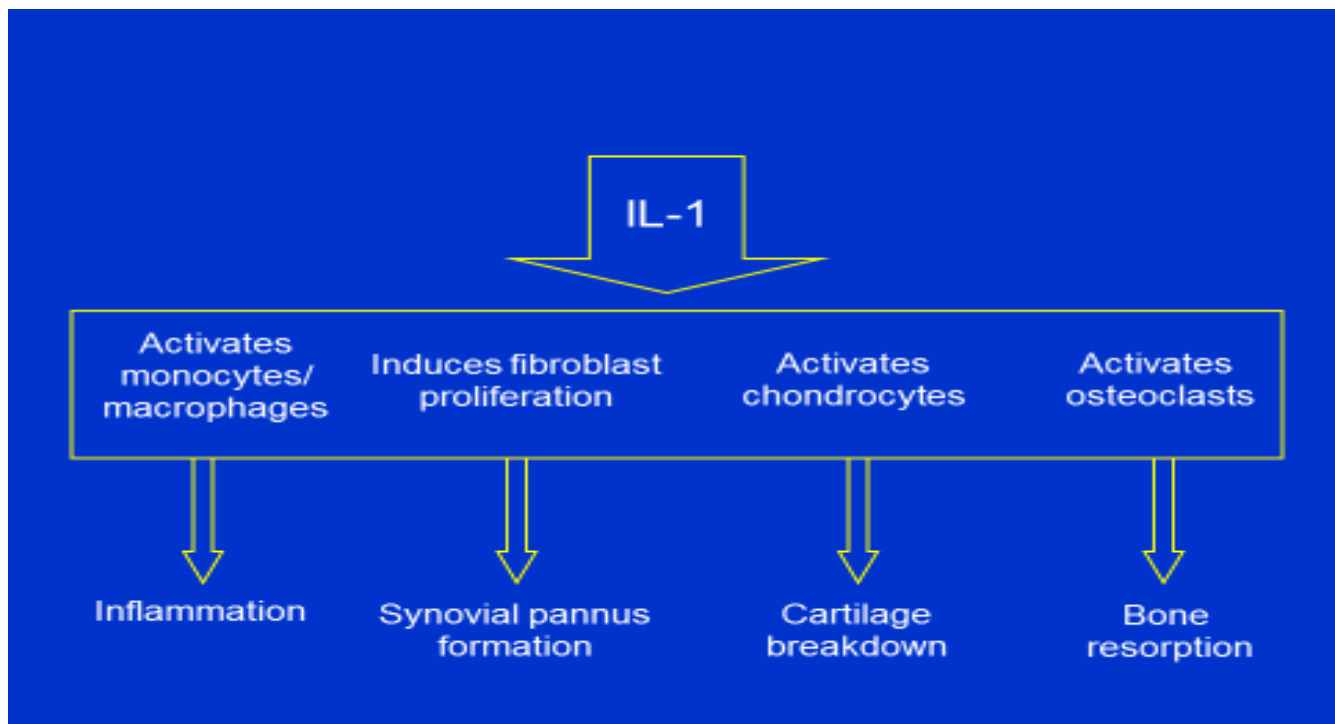 IL-1
Activates
monocytes/
macrophages
Induces fibroblast
proliferation
Activates
chondrocytes
Activates
osteoclasts
Inflammation
Synovial pannus
formation
Cartilage
breakdown
Bone
resorption